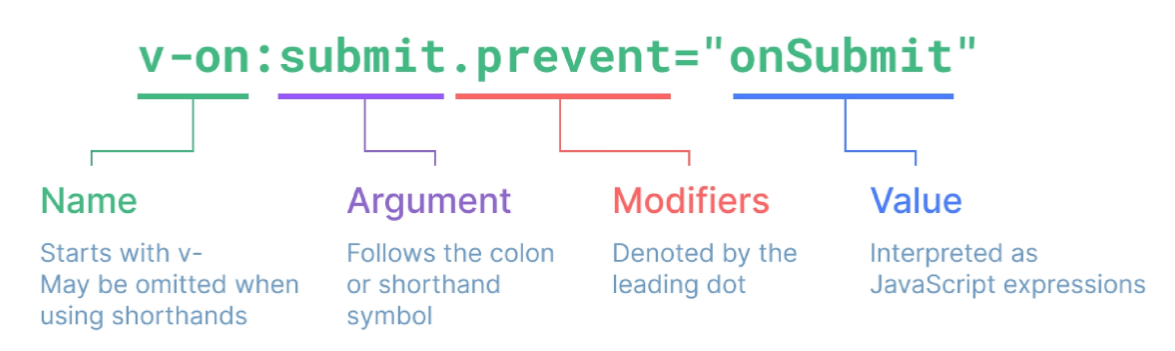 v-on:submit.prevent="onSubmit"
Name
Starts with v-
May be omitted when
using shorthands
Argument
Follows the colon
or shorthand
symbol
Modifiers
Denoted by the
leading dot
Value
Interpreted as
JavaScript expressions